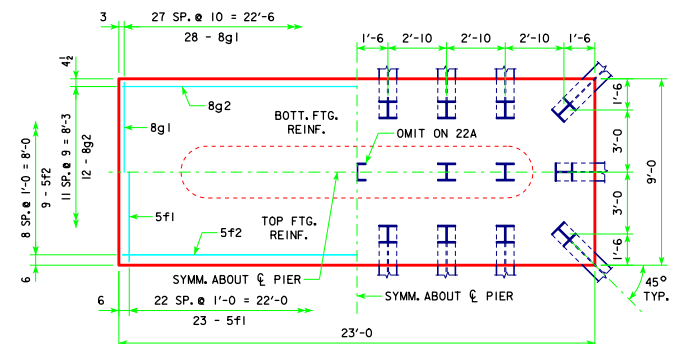 3
27 SP. @ 10 = 22'-6
28 - 8g1
1'-6
2'-10
2'-10
2'-10
1'-6
4½
8g2
8g1
BOTT. FTG.
REINF.
OMIT ON 22A
1'-6
3'-0
3'-0
1'-6
9'-0
8 SP. @ 1'-0 = 8'-0
9 - 5f2
11 SP. @ 9 = 8'-3
12 - 8g2
5f1
TOP FTG.
REINF.
5f2
6
SYMM. ABOUT ℄ PIER
SYMM. ABOUT ℄ PIER
45°
TYP.
6
22 SP. @ 1'-0 = 22'-0
23 - 5f1
23'-0